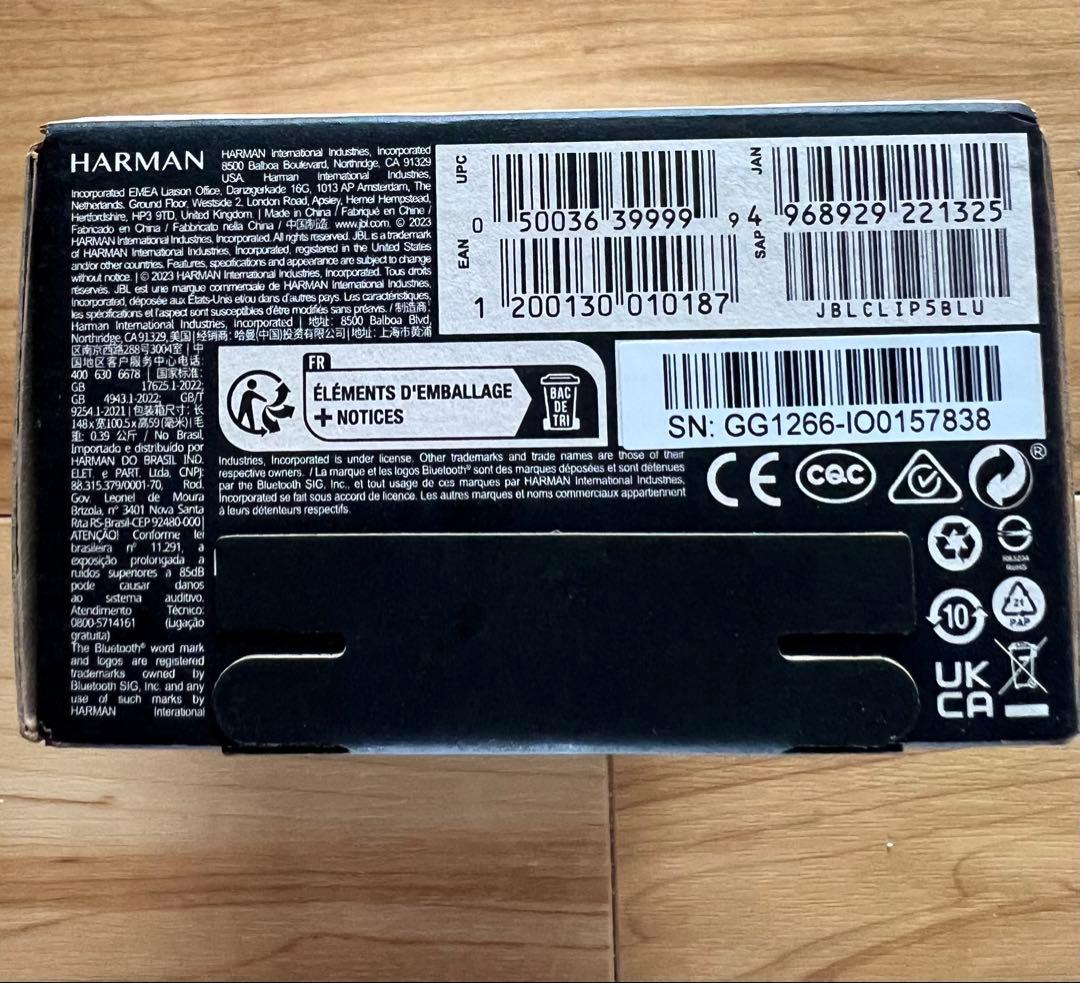 HARMAN
HARMAN International Industries, Incorporated
8500 Balboa Boulevard, Northridge, CA 91329
USA. Harman International Industries,
Incorporated EMEA Liaison Office, Danzigerkade 16G, 1013 AP Amsterdam, The
Netherlands. Ground Floor, Westside 2, London Road, Apsley, Hemel Hempstead,
Hertfordshire, HP3 9TD, United Kingdom | Made in China / Fabriqué en Chine /
Fabricado en China / Fabbricato nella China / 中国制造 www.jbl.com. © 2023
HARMAN International Industries, Incorporated. All rights reserved. JBL is a trademark
of HARMAN International Industries, Incorporated, registered in the United States
and/or other countries. Features, specifications and appearance are subject to change
without notice. | © 2023 HARMAN International Industries, Incorporated. Tous droits
réservés. JBL est une marque commerciale de HARMAN International Industries,
Incorporated, déposée aux États-Unis et/ou dans d'autres pays. Les caractéristiques,
les spécifications et l'aspect sont susceptibles d'être modifiés sans préavis. / 制造商:
Harman International Industries, Incorporated | 地址: 8500 Balboa Blvd,
Northridge, CA 91329, 美国 | 经销商: 哈曼(中国)投资有限公司 | 地址: 上海市黄浦
区南京西路288号3004室 | 中
国地区客户服务中心电话:
400 630 6678 | 国家标准:
GB 17625.1-2022;
GB 4943.1-2022; GB/T
9254.1-2021 | 包装箱尺寸: 长
148x宽100.5x高59(毫米) | 毛
重: 0.39 公斤 / No Brasil,
Importado e distribuído por
HARMAN DO BRASIL IND.
ELET. e PART. Ltda, CNPJ:
88.315.379/0001-70, Rod.
Gov. Leonel de Moura
Brizola, nº 3401 Nova Santa
Rita RS-Brasil-CEP 92480-000 |
ATENÇÃO! Conforme lei
brasileira nº 11.291, a
exposição prolongada a
ruídos superiores a 85dB
pode causar danos
ao sistema auditivo.
Atendimento Técnico:
0800-5714161 (Ligação
gratuita)
The Bluetooth® word mark
and logos are registered
trademarks owned by
Bluetooth SIG, Inc. and any
use of such marks by
HARMAN Interational
Industries, Incorporated is under license. Other trademarks and trade names are those of their
respective owners. / La marque et les logos Bluetooth® sont des marques déposées et sont détenues
par the Bluetooth SIG, Inc., et tout usage de ces marques par HARMAN International Industries,
Incorporated se fait sous accord de licence. Les autres marques et noms commerciaux appartiennent
à leurs détenteurs respectifs.
UPC
0 50036 39999 9
JAN
4 968929 221325
EAN
1 200130 010187
SAP
JBLCLIP5BLU
FR
ÉLÉMENTS D'EMBALLAGE
+ NOTICES
BAC
DE
TRI
SN: GG1266-IO0157838
CE
CQC
®
10
21
PAP
UK
CA